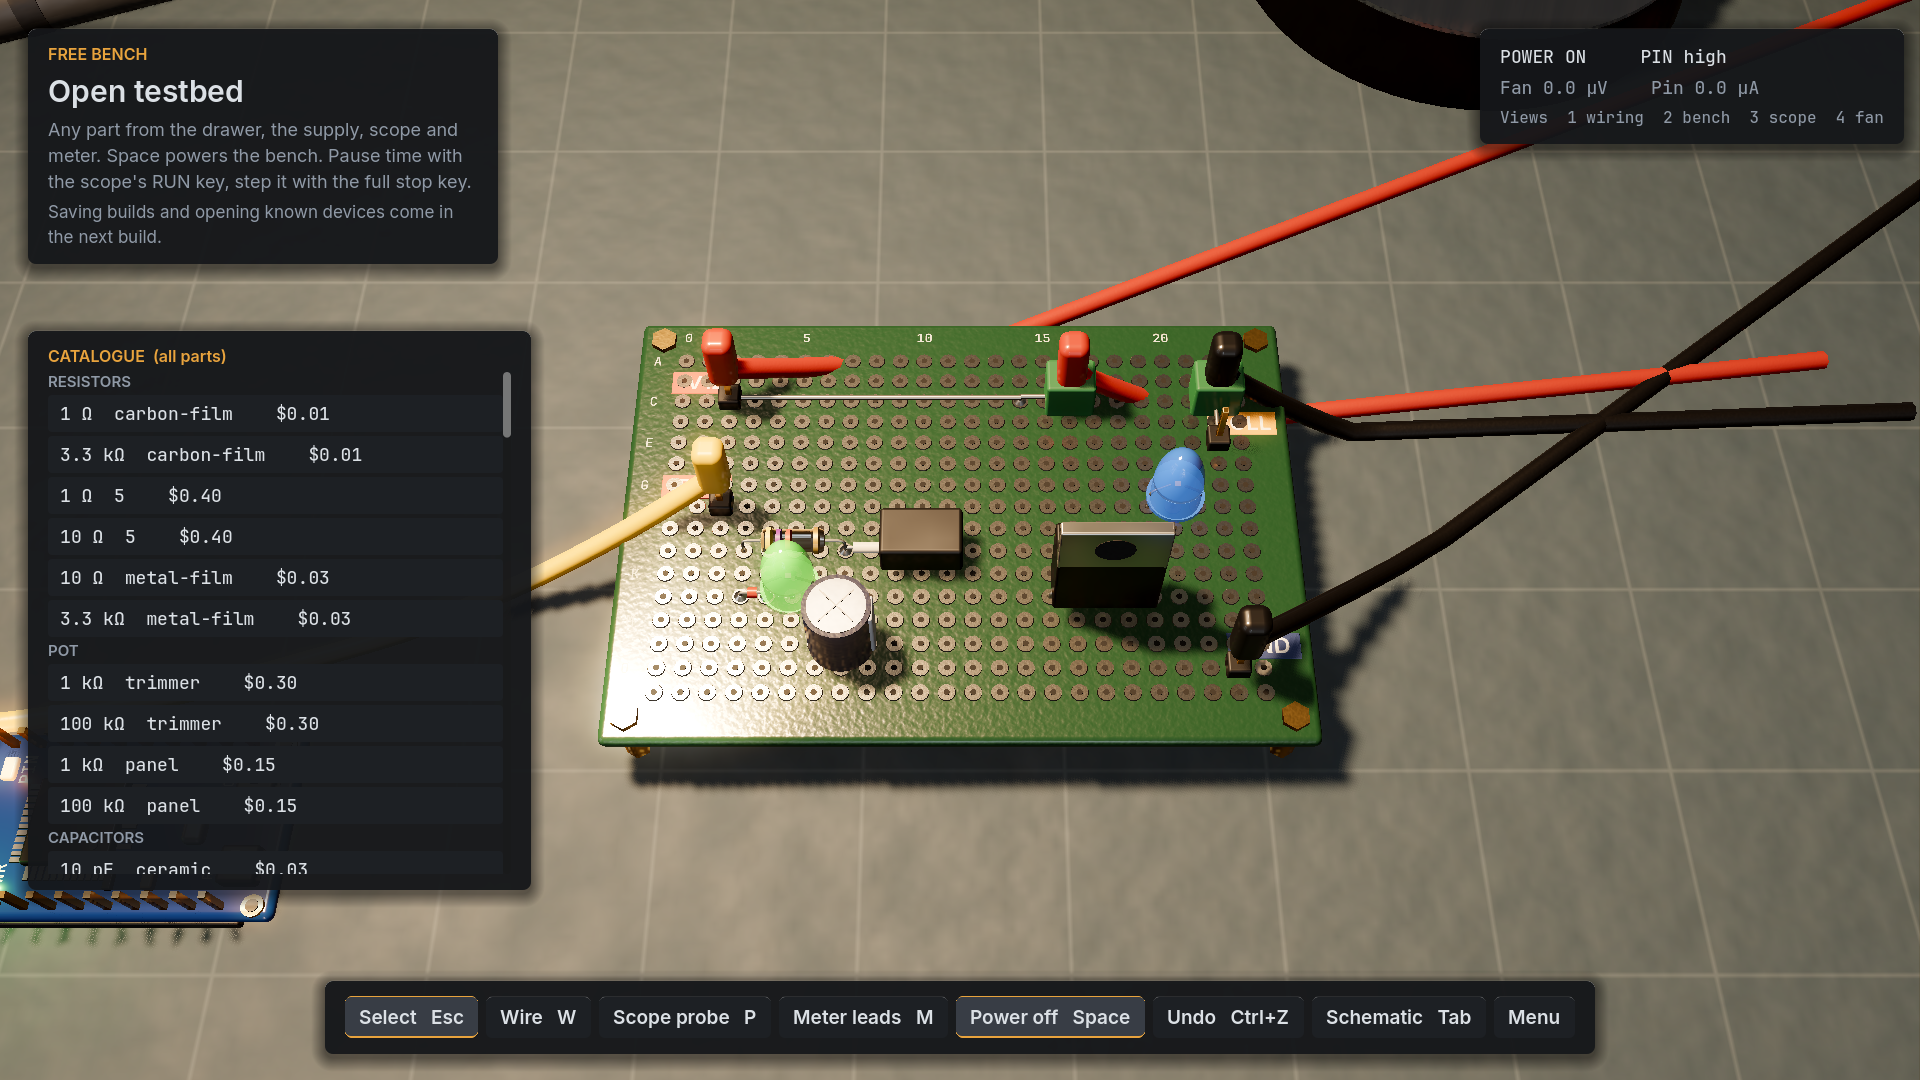 FREE BENCH
Open testbed
Any part from the drawer, the supply, scope and
meter. Space powers the bench. Pause time with
the scope's RUN key, step it with the full stop key.
Saving builds and opening known devices come in
the next build.
POWER ON PIN high
Fan 0.0 µV Pin 0.0 µA
Views 1 wiring 2 bench 3 scope 4 fan
CATALOGUE (all parts)
RESISTORS
1 Ω carbon-film $0.01
3.3 kΩ carbon-film $0.01
1 Ω 5 $0.40
10 Ω 5 $0.40
10 Ω metal-film $0.03
3.3 kΩ metal-film $0.03
POT
1 kΩ trimmer $0.30
100 kΩ trimmer $0.30
1 kΩ panel $0.15
100 kΩ panel $0.15
CAPACITORS
10 pF ceramic $0.03
0 5 10 15 20
A
C
E
G
Select Esc
Wire W
Scope probe P
Meter leads M
Power off Space
Undo Ctrl+Z
Schematic Tab
Menu